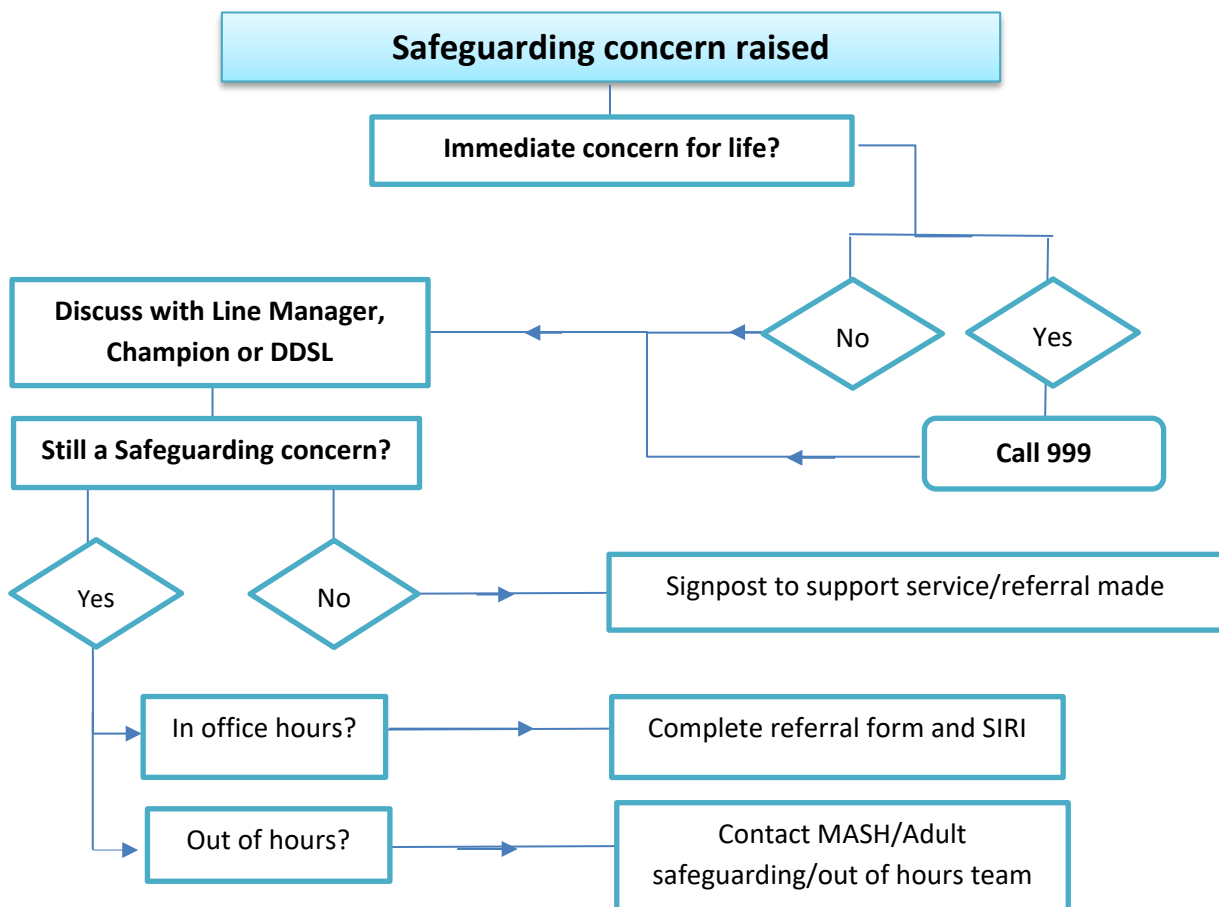 Safeguarding concern raised
Immediate concern for life?
No
Yes
Discuss with Line Manager,
Champion or DDSL
Call 999
Still a Safeguarding concern?
Yes
No
Signpost to support service/referral made
In office hours?
Complete referral form and SIRI
Out of hours?
Contact MASH/Adult
safeguarding/out of hours team